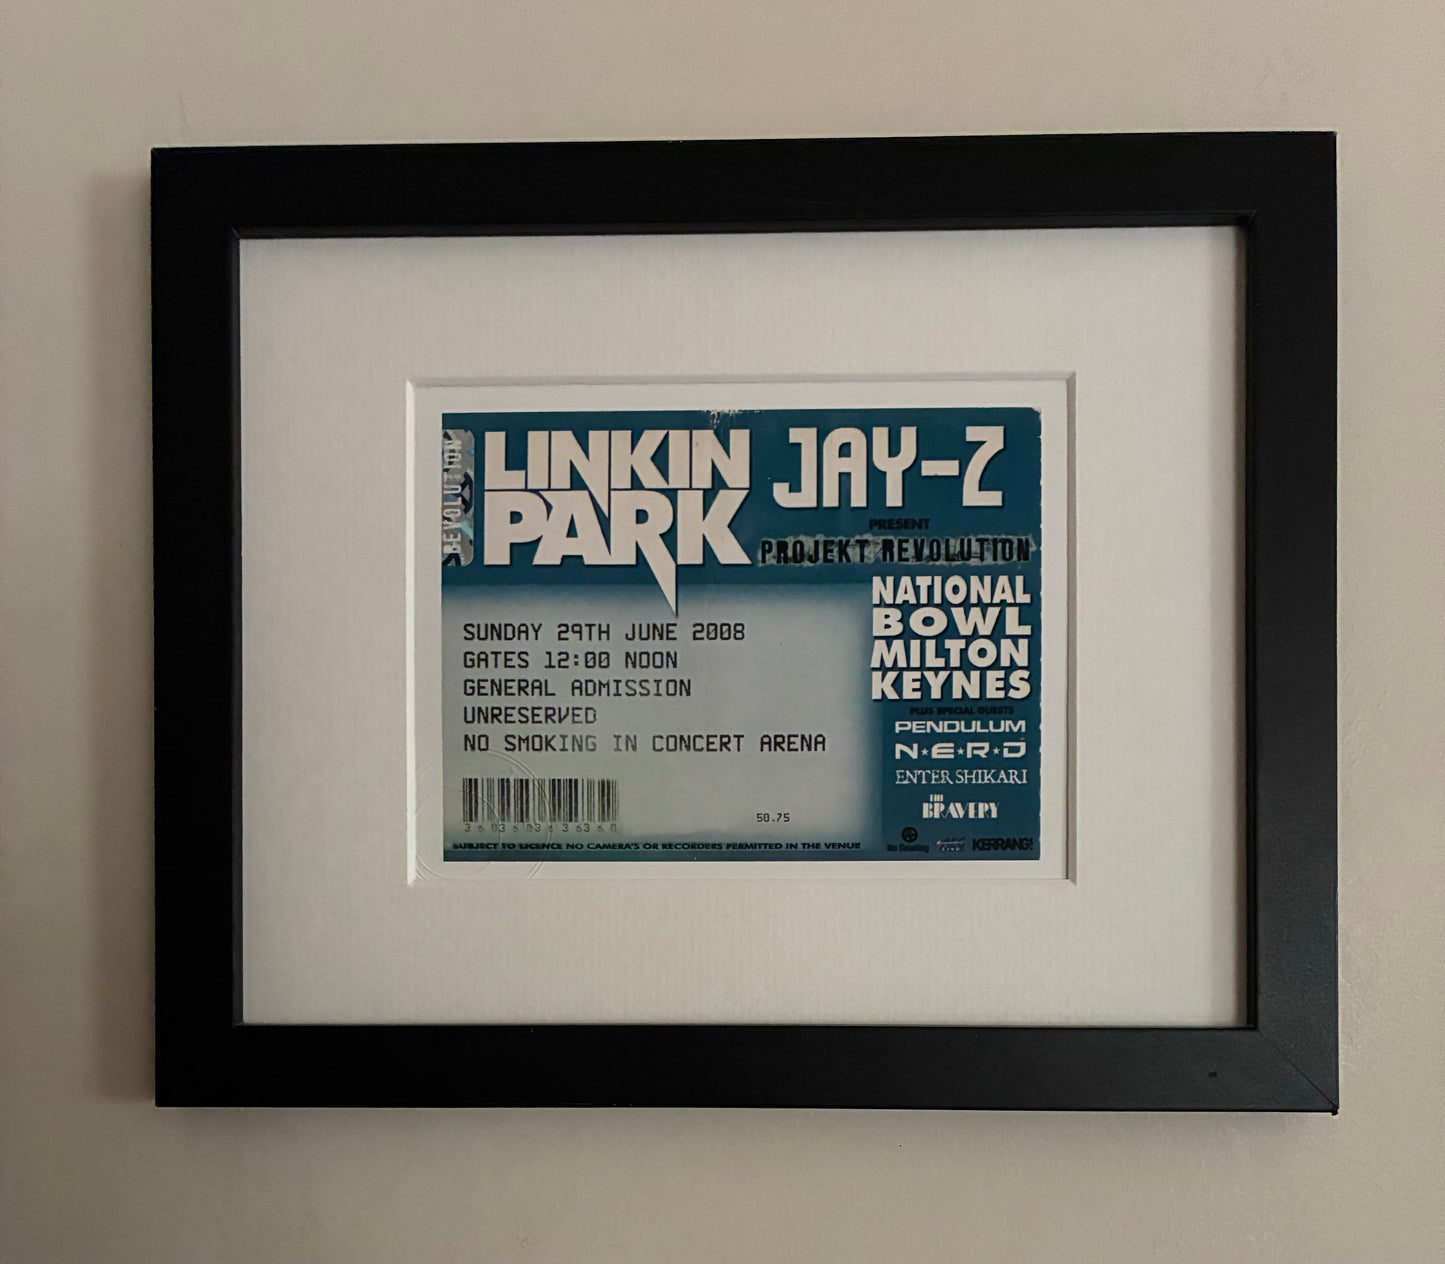 REVOLUTION
LINKIN
PARK
JAY-Z
PRESENT
PROJEKT REVOLUTION
NATIONAL
BOWL
MILTON
KEYNES
PLUS SPECIAL GUESTS
PENDULUM
N★E★R★D
ENTER SHIKARI
THE
BRAVERY
No Smoking
KERRANG!
SUNDAY 29TH JUNE 2008
GATES 12:00 NOON
GENERAL ADMISSION
UNRESERVED
NO SMOKING IN CONCERT ARENA
50.75
SUBJECT TO LICENCE NO CAMERA'S OR RECORDERS PERMITTED IN THE VENUE